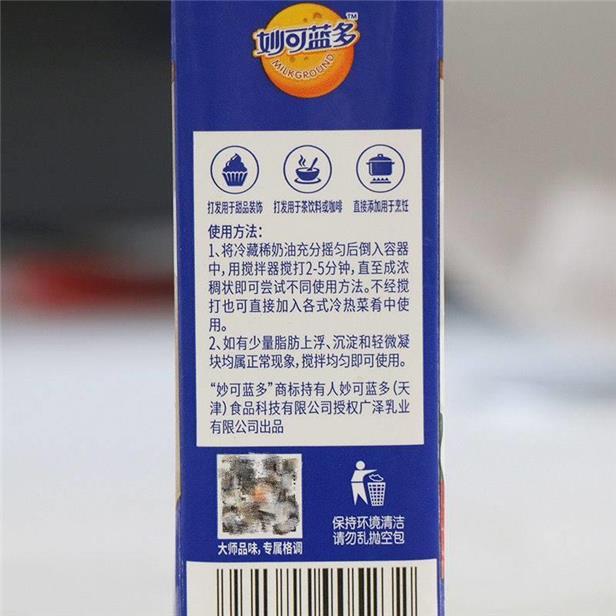 妙可蓝多™
MILKGROUND
打发用于甜品装饰 打发用于茶饮料或咖啡 直接添加用于烹饪
使用方法：
1、将冷藏稀奶油充分摇匀后倒入容器
中，用搅拌器搅打2-5分钟，直至成浓
稠状即可尝试不同使用方法。不经搅
打也可直接加入各式冷热菜肴中使
用。
2、如有少量脂肪上浮、沉淀和轻微凝
块均属正常现象，搅拌均匀即可使用。
“妙可蓝多”商标持有人妙可蓝多（天
津）食品科技有限公司授权广泽乳业
有限公司出品
大师品味，专属格调
保持环境清洁
请勿乱抛空包